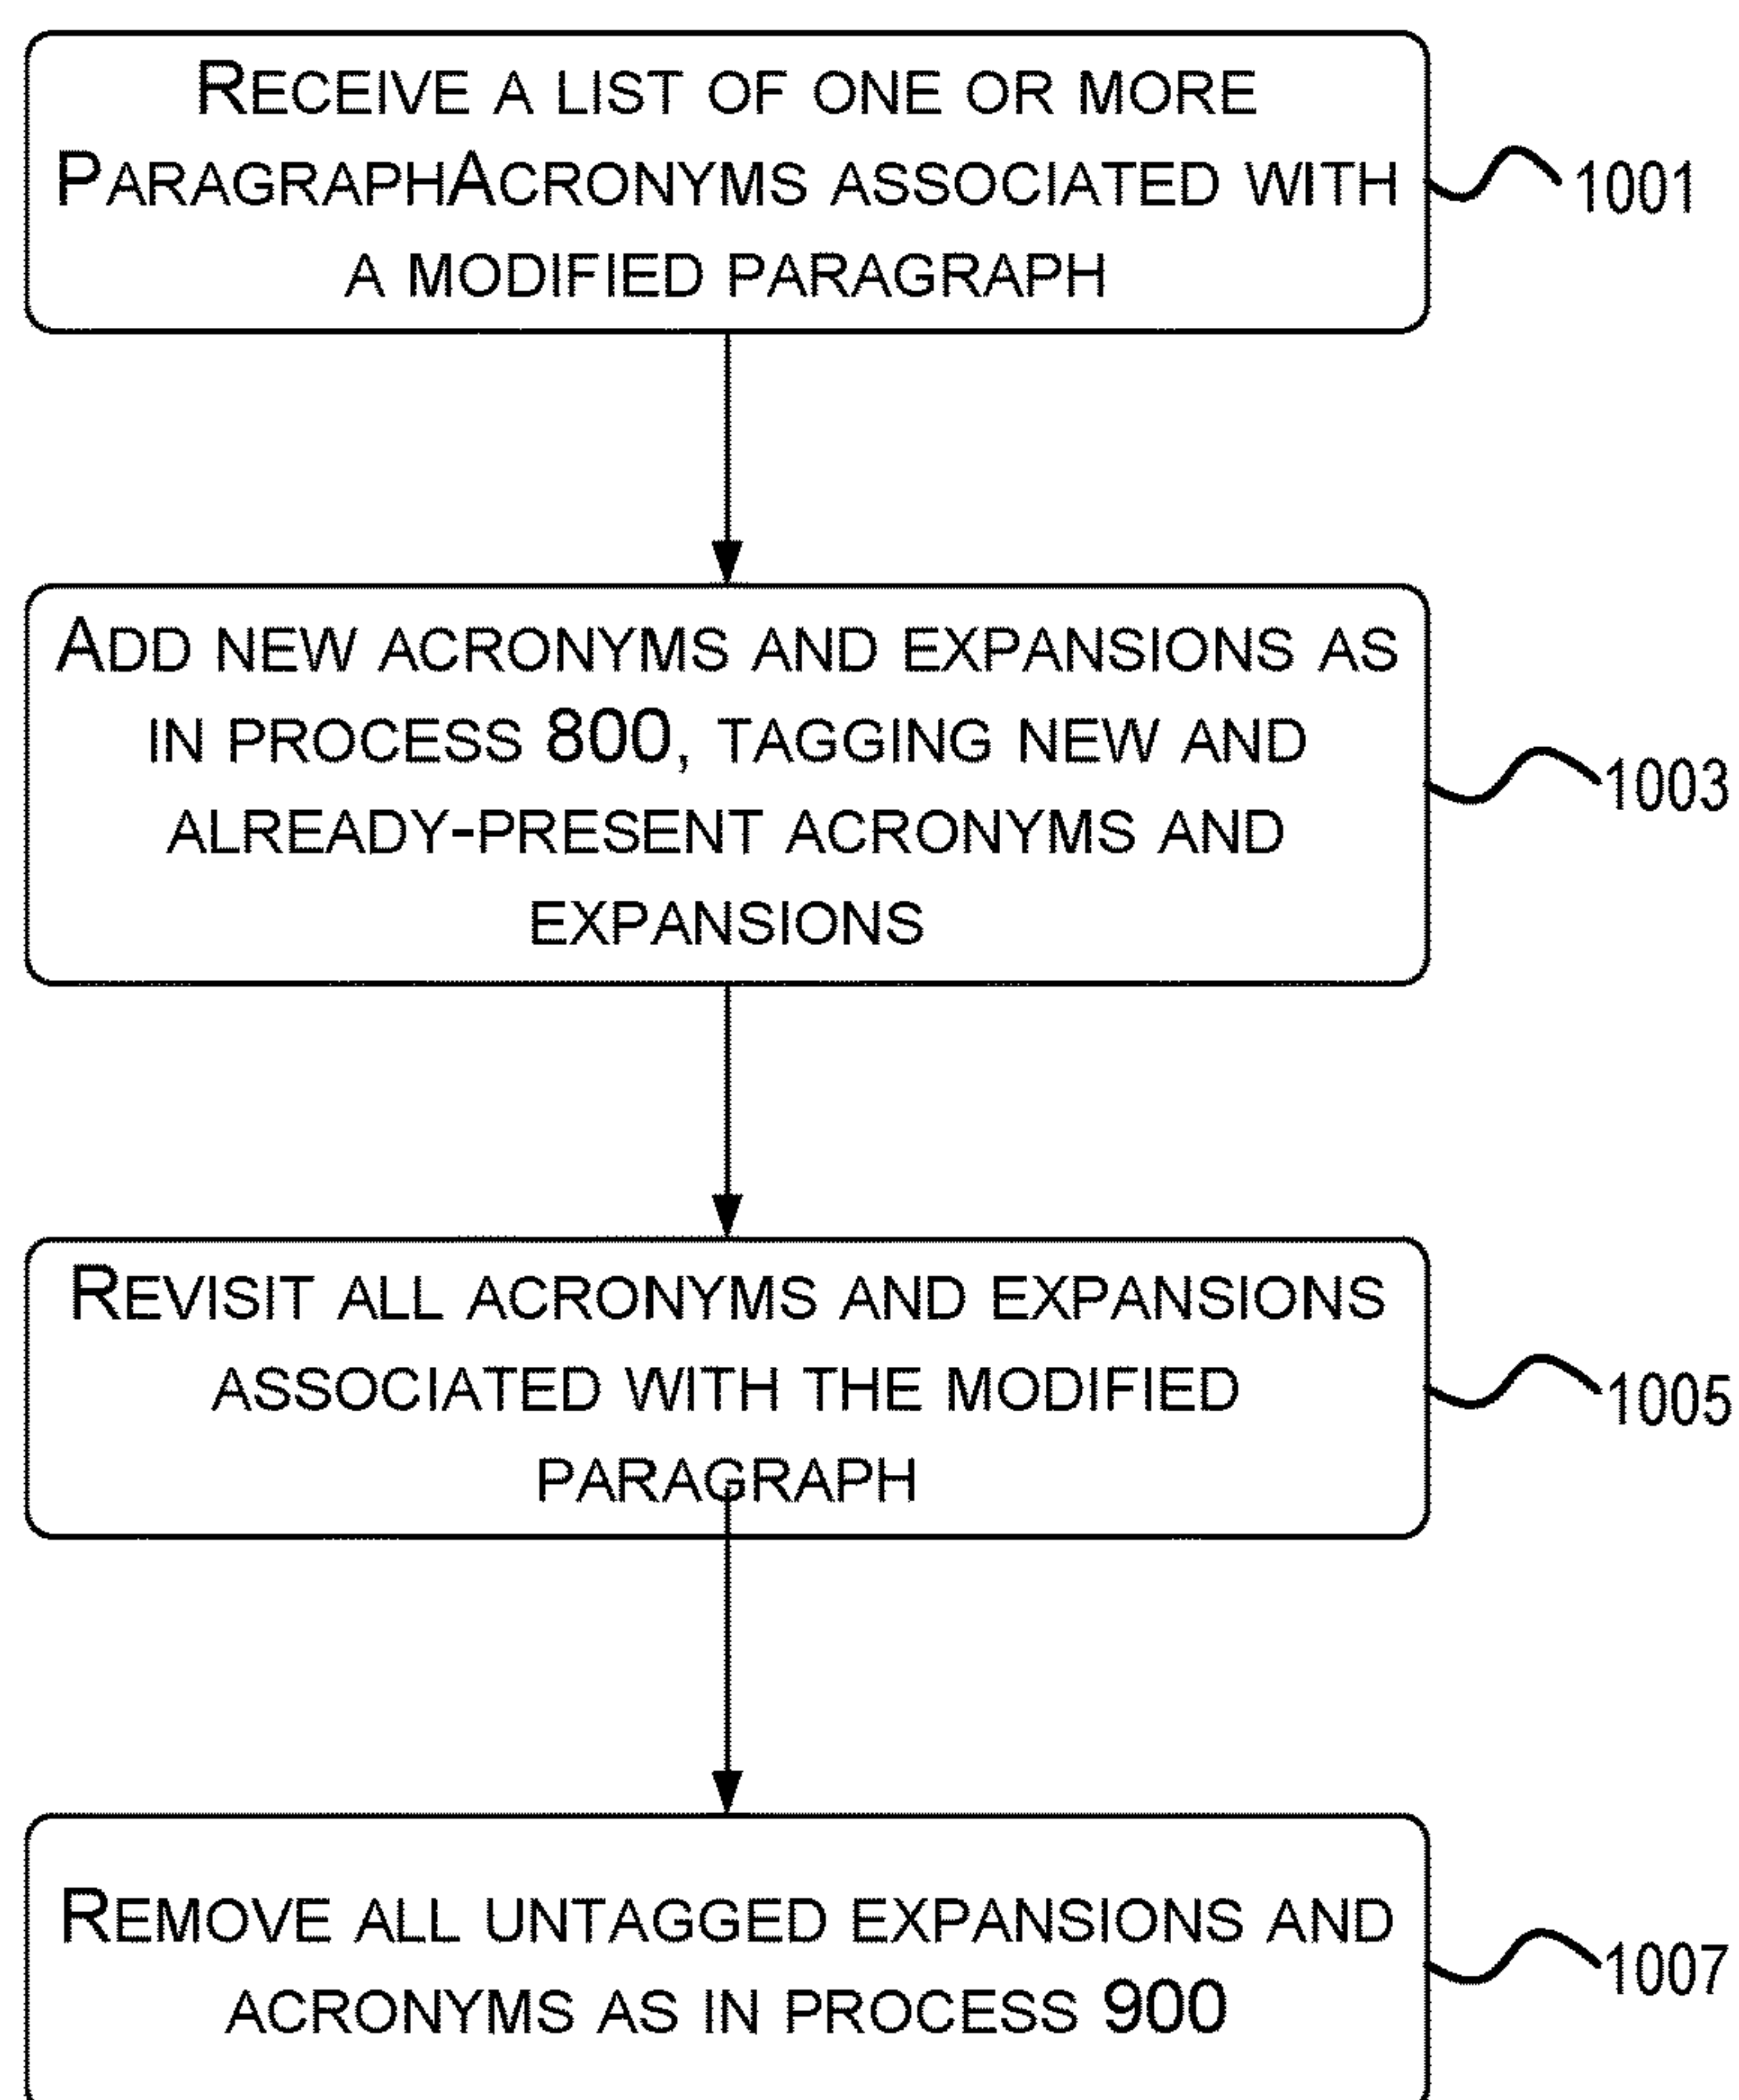 RECEIVE A LIST OF ONE OR MORE
PARAGRAPHACRONYMS ASSOCIATED WITH
A MODIFIED PARAGRAPH
1001
ADD NEW ACRONYMS AND EXPANSIONS AS
IN PROCESS 800, TAGGING NEW AND
ALREADY-PRESENT ACRONYMS AND
EXPANSIONS
1003
REVISIT ALL ACRONYMS AND EXPANSIONS
ASSOCIATED WITH THE MODIFIED
PARAGRAPH
1005
REMOVE ALL UNTAGGED EXPANSIONS AND
ACRONYMS AS IN PROCESS 900
1007